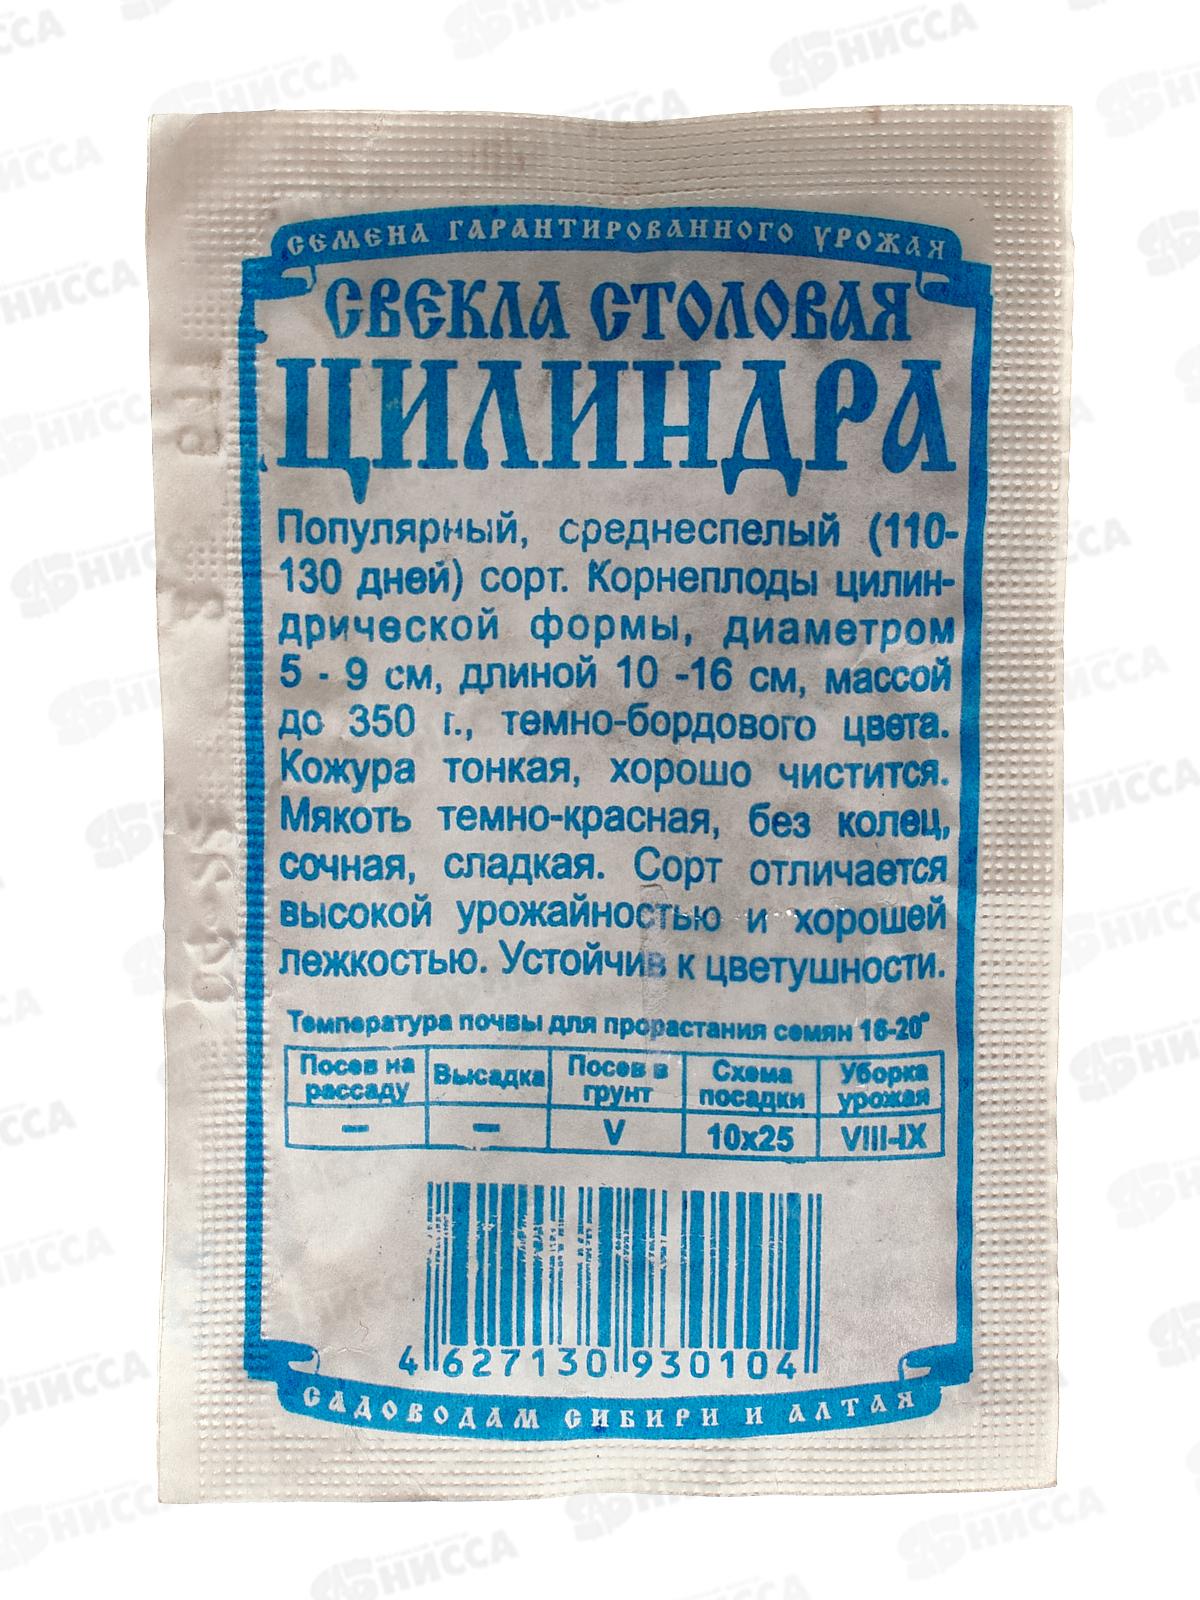 СЕМЕНА ГАРАНТИРОВАННОГО УРОЖАЯ
СВЕКЛА СТОЛОВАЯ
ЦИЛИНДРА
Популярный, среднеспелый (110-
130 дней) сорт. Корнеплоды цилин-
дрической формы, диаметром
5 - 9 см, длиной 10 -16 см, массой
до 350 г., темно-бордового цвета.
Кожура тонкая, хорошо чистится.
Мякоть темно-красная, без колец,
сочная, сладкая. Сорт отличается
высокой урожайностью и хорошей
лежкостью. Устойчив к цветушности.
Температура почвы для прорастания семян 16-20°
Посев на рассаду Высадка Посев в грунт Схема посадки Уборка урожая
– – V 10х25 VIII-IX
4 627130 930104
САДОВОДАМ СИБИРИ И АЛТАЯ